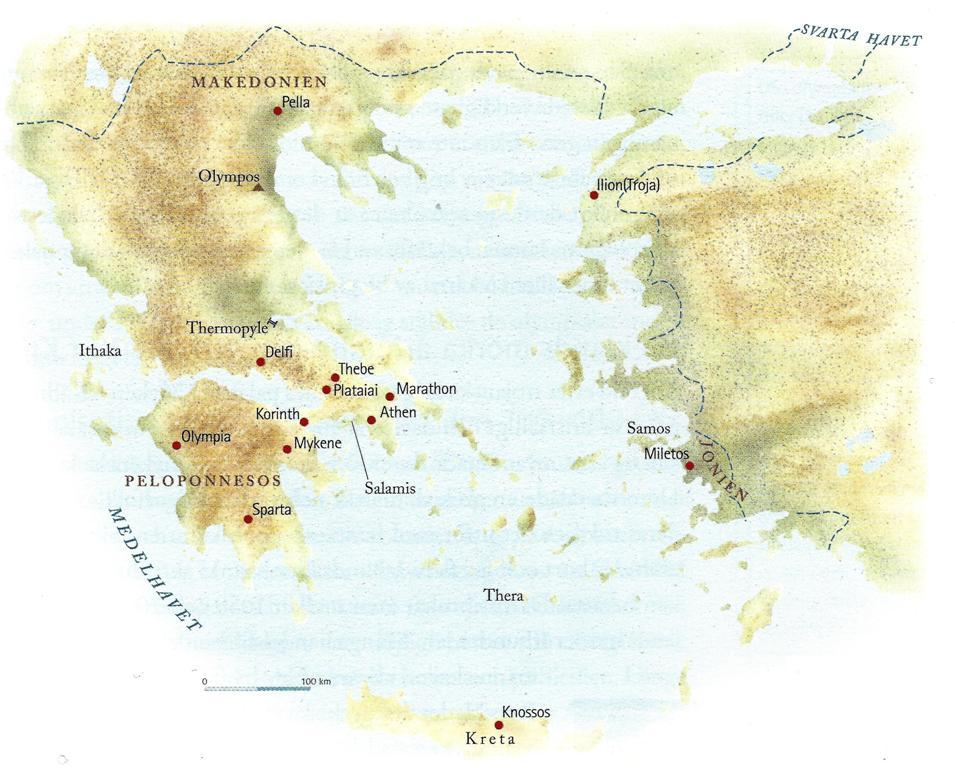 SVARTA HAVET
MAKEDONIEN
Pella
Olympos
Ilion(Troja)
Thermopyle
Ithaka
Delfi
Thebe
Plataiai
Marathon
Korinth
Athen
Olympia
Mykene
Samos
Miletos
JONIEN
PELOPONNESOS
Salamis
Sparta
MEDELHAVET
Thera
0 100 km
Knossos
Kreta